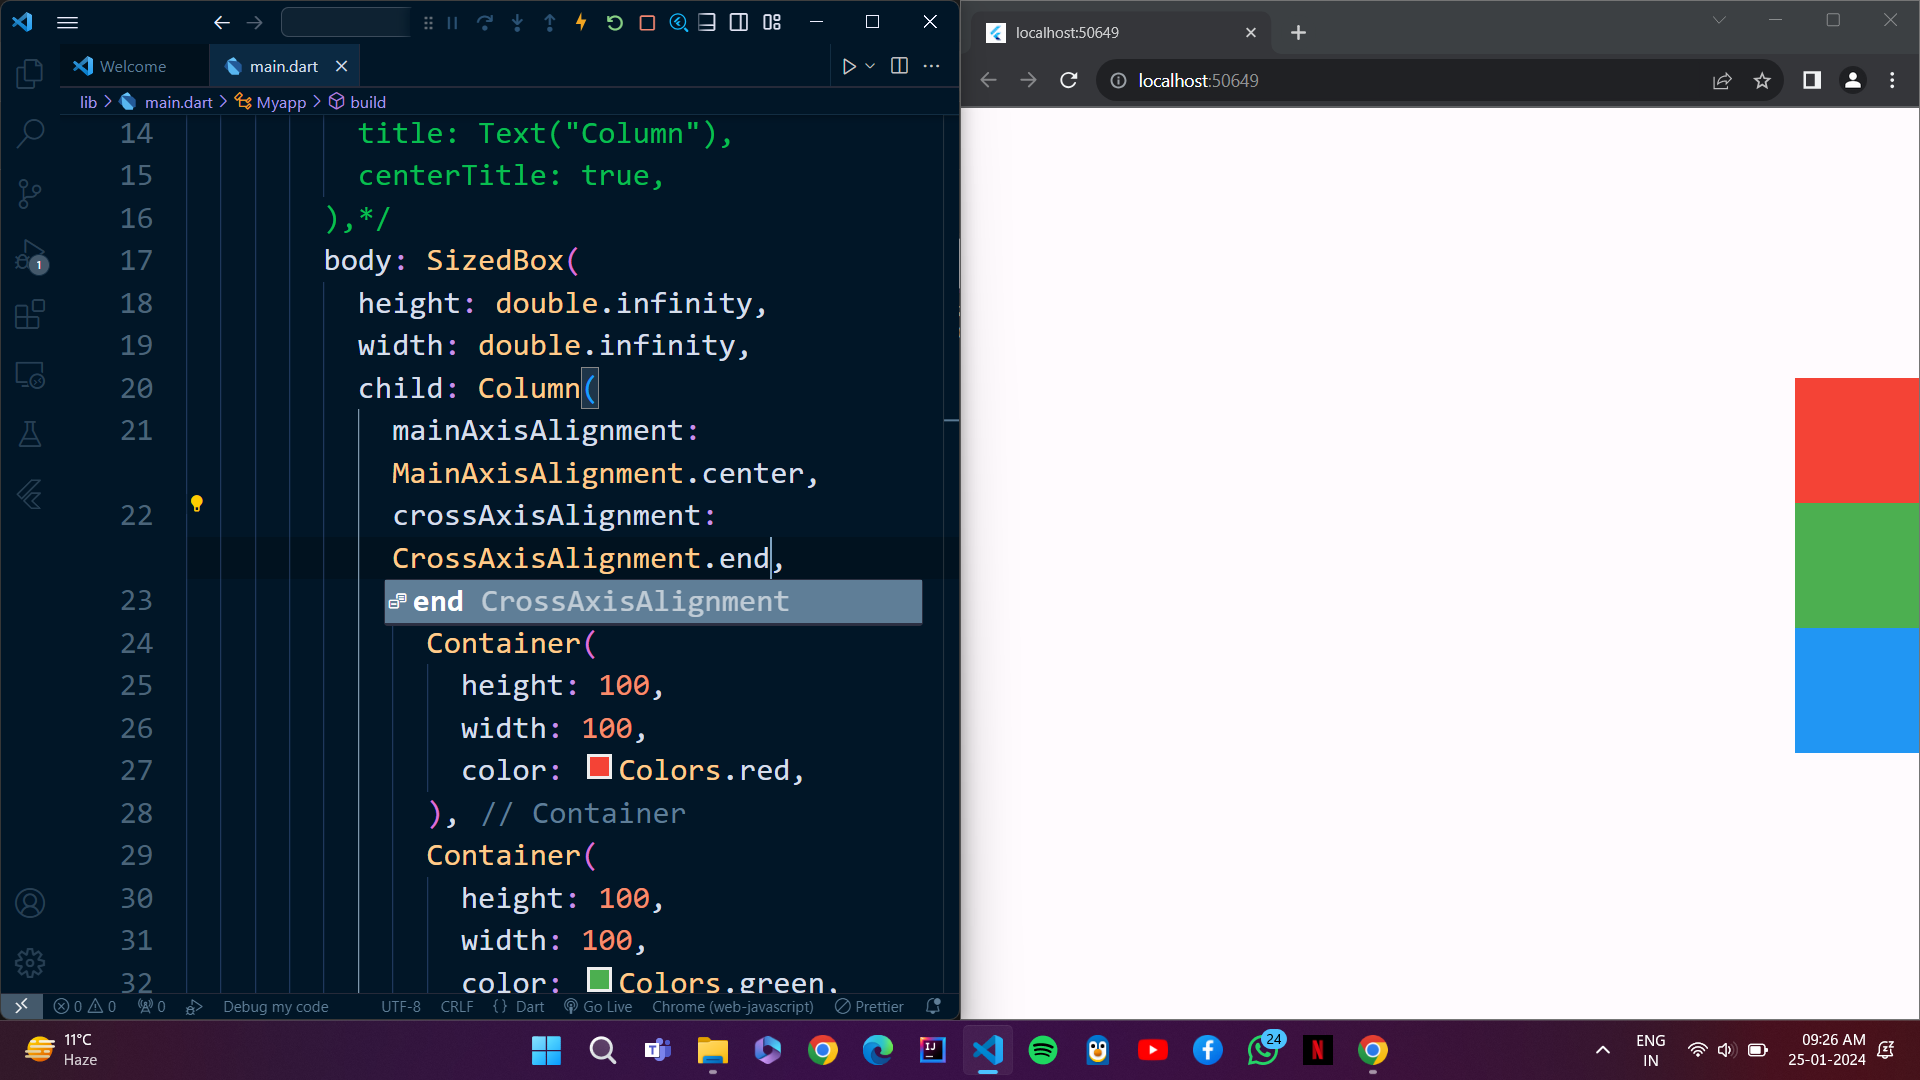 Welcome
main.dart
lib > main.dart > Myapp > build
14 title: Text("Column"),
15 centerTitle: true,
16 ),*/
17 body: SizedBox(
18 height: double.infinity,
19 width: double.infinity,
20 child: Column(
21 mainAxisAlignment:
MainAxisAlignment.center,
22 crossAxisAlignment:
CrossAxisAlignment.end,
23 end CrossAxisAlignment
24 Container(
25 height: 100,
26 width: 100,
27 color: Colors.red,
28 ), // Container
29 Container(
30 height: 100,
31 width: 100,
32 color: Colors.green,
1
0 0 0 Debug my code UTF-8 CRLF {} Dart Go Live Chrome (web-javascript) Prettier
localhost:50649
localhost:50649
11°C
Haze
24
ENG
IN
09:26 AM
25-01-2024